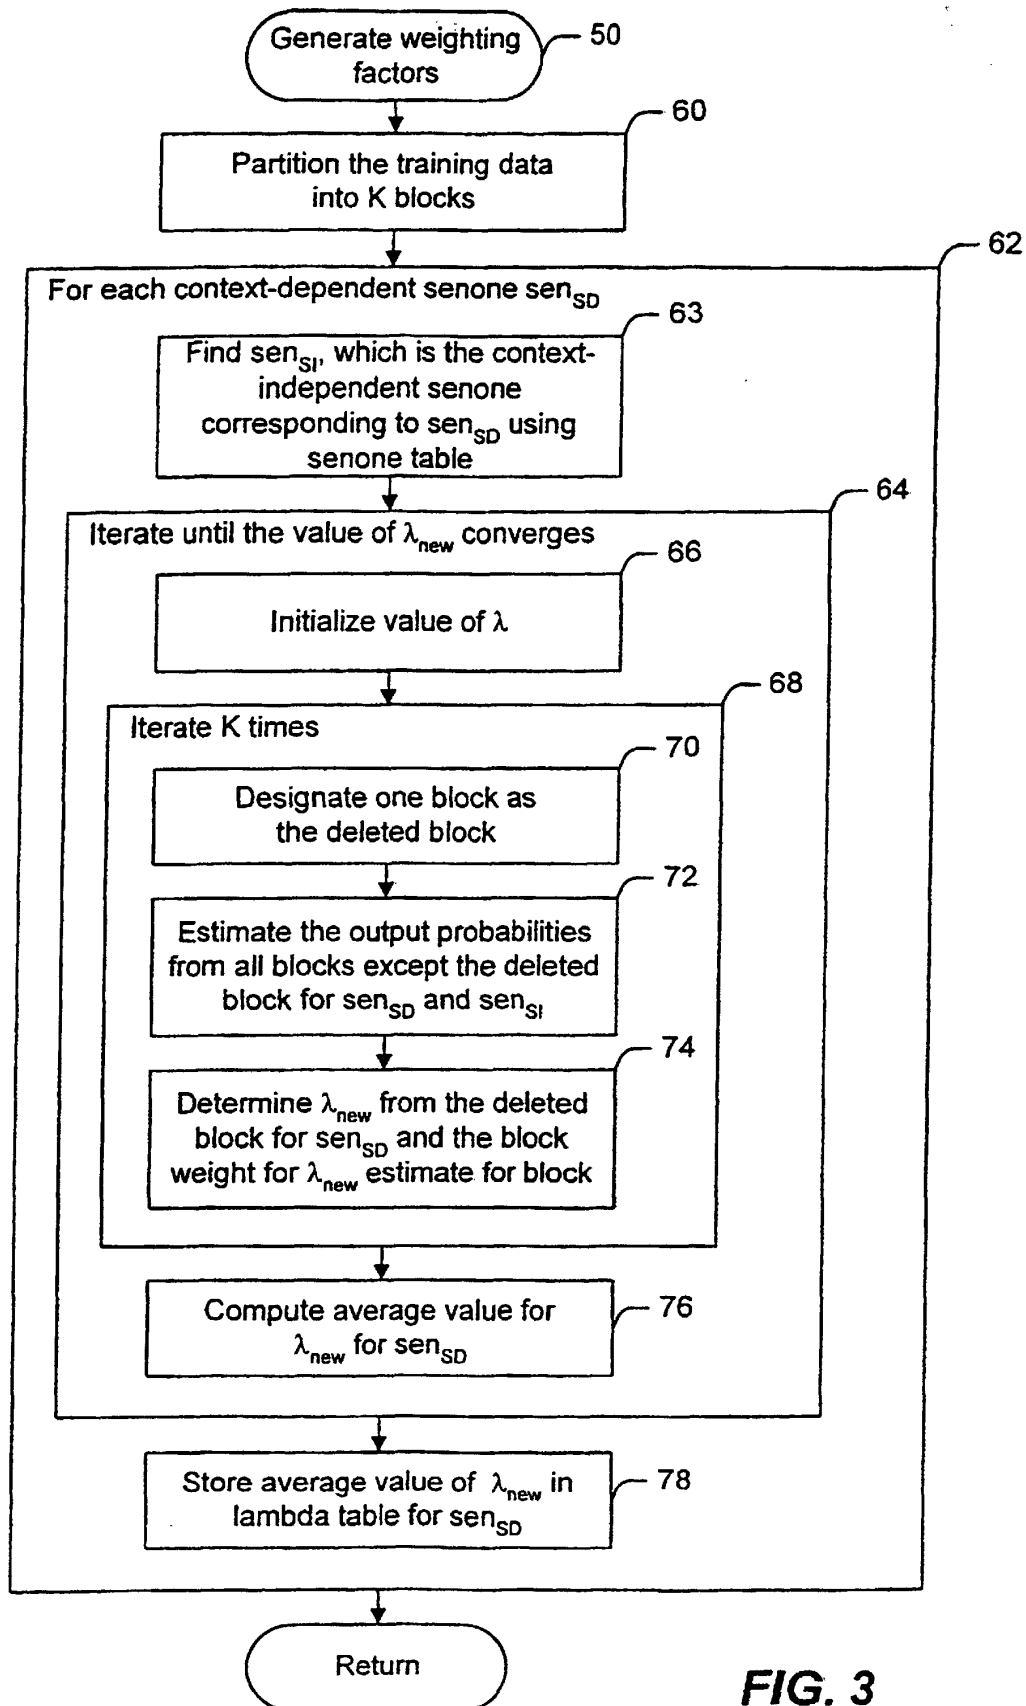 Generate weighting
factors
50
60
Partition the training data
into K blocks
62
For each context-dependent senone sen_SD
63
Find sen_SI, which is the context-
independent senone
corresponding to sen_SD using
senone table
64
Iterate until the value of λ_new converges
66
Initialize value of λ
68
Iterate K times
70
Designate one block as
the deleted block
72
Estimate the output probabilities
from all blocks except the deleted
block for sen_SD and sen_SI
74
Determine λ_new from the deleted
block for sen_SD and the block
weight for λ_new estimate for block
Compute average value for
λ_new for sen_SD
76
Store average value of λ_new in
lambda table for sen_SD
78
Return
FIG. 3